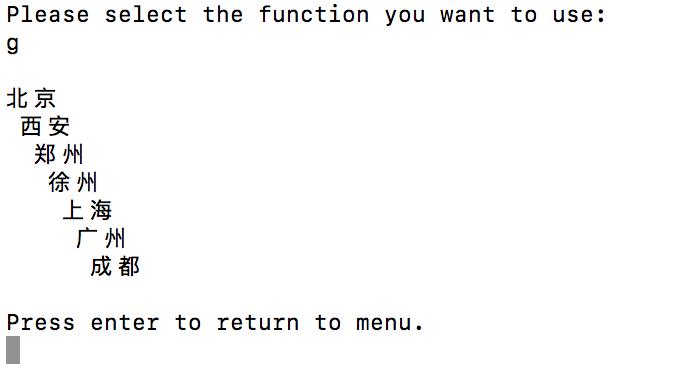 Please select the function you want to use:
g
北京
西安
郑州
徐州
上海
广州
成都
Press enter to return to menu.